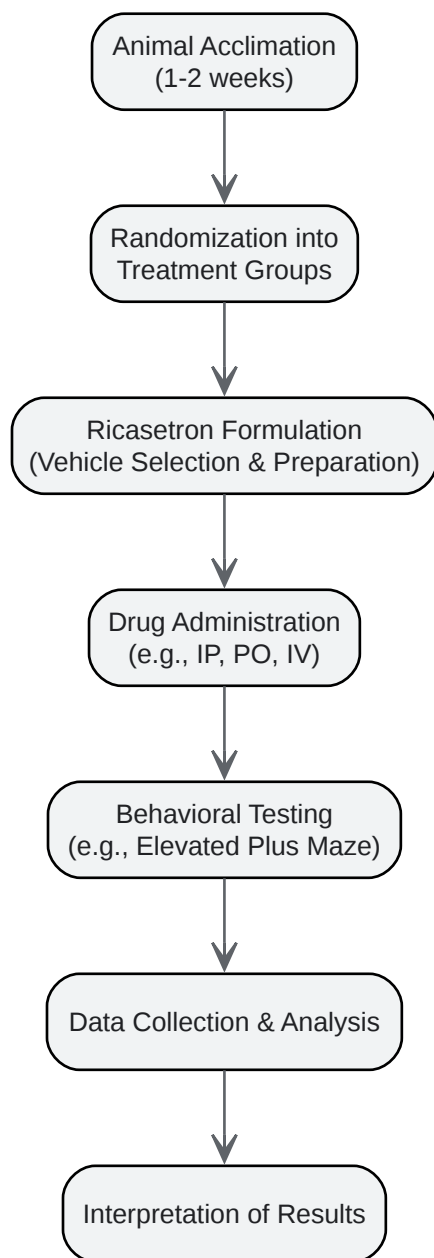 Animal Acclimation
(1-2 weeks)
Randomization into
Treatment Groups
Ricasetron Formulation
(Vehicle Selection & Preparation)
Drug Administration
(e.g., IP, PO, IV)
Behavioral Testing
(e.g., Elevated Plus Maze)
Data Collection & Analysis
Interpretation of Results